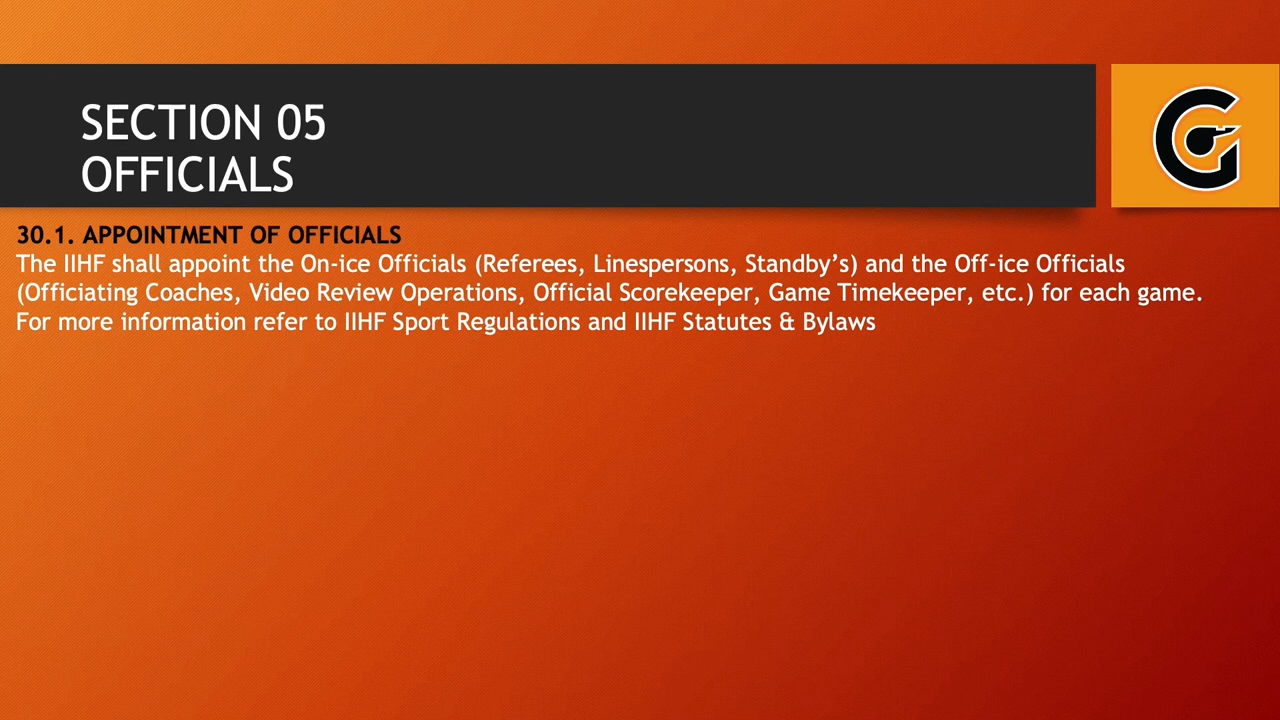 SECTION 05
OFFICIALS
30.1. APPOINTMENT OF OFFICIALS
The IIHF shall appoint the On-ice Officials (Referees, Linespersons, Standby’s) and the Off-ice Officials
(Officiating Coaches, Video Review Operations, Official Scorekeeper, Game Timekeeper, etc.) for each game.
For more information refer to IIHF Sport Regulations and IIHF Statutes & Bylaws